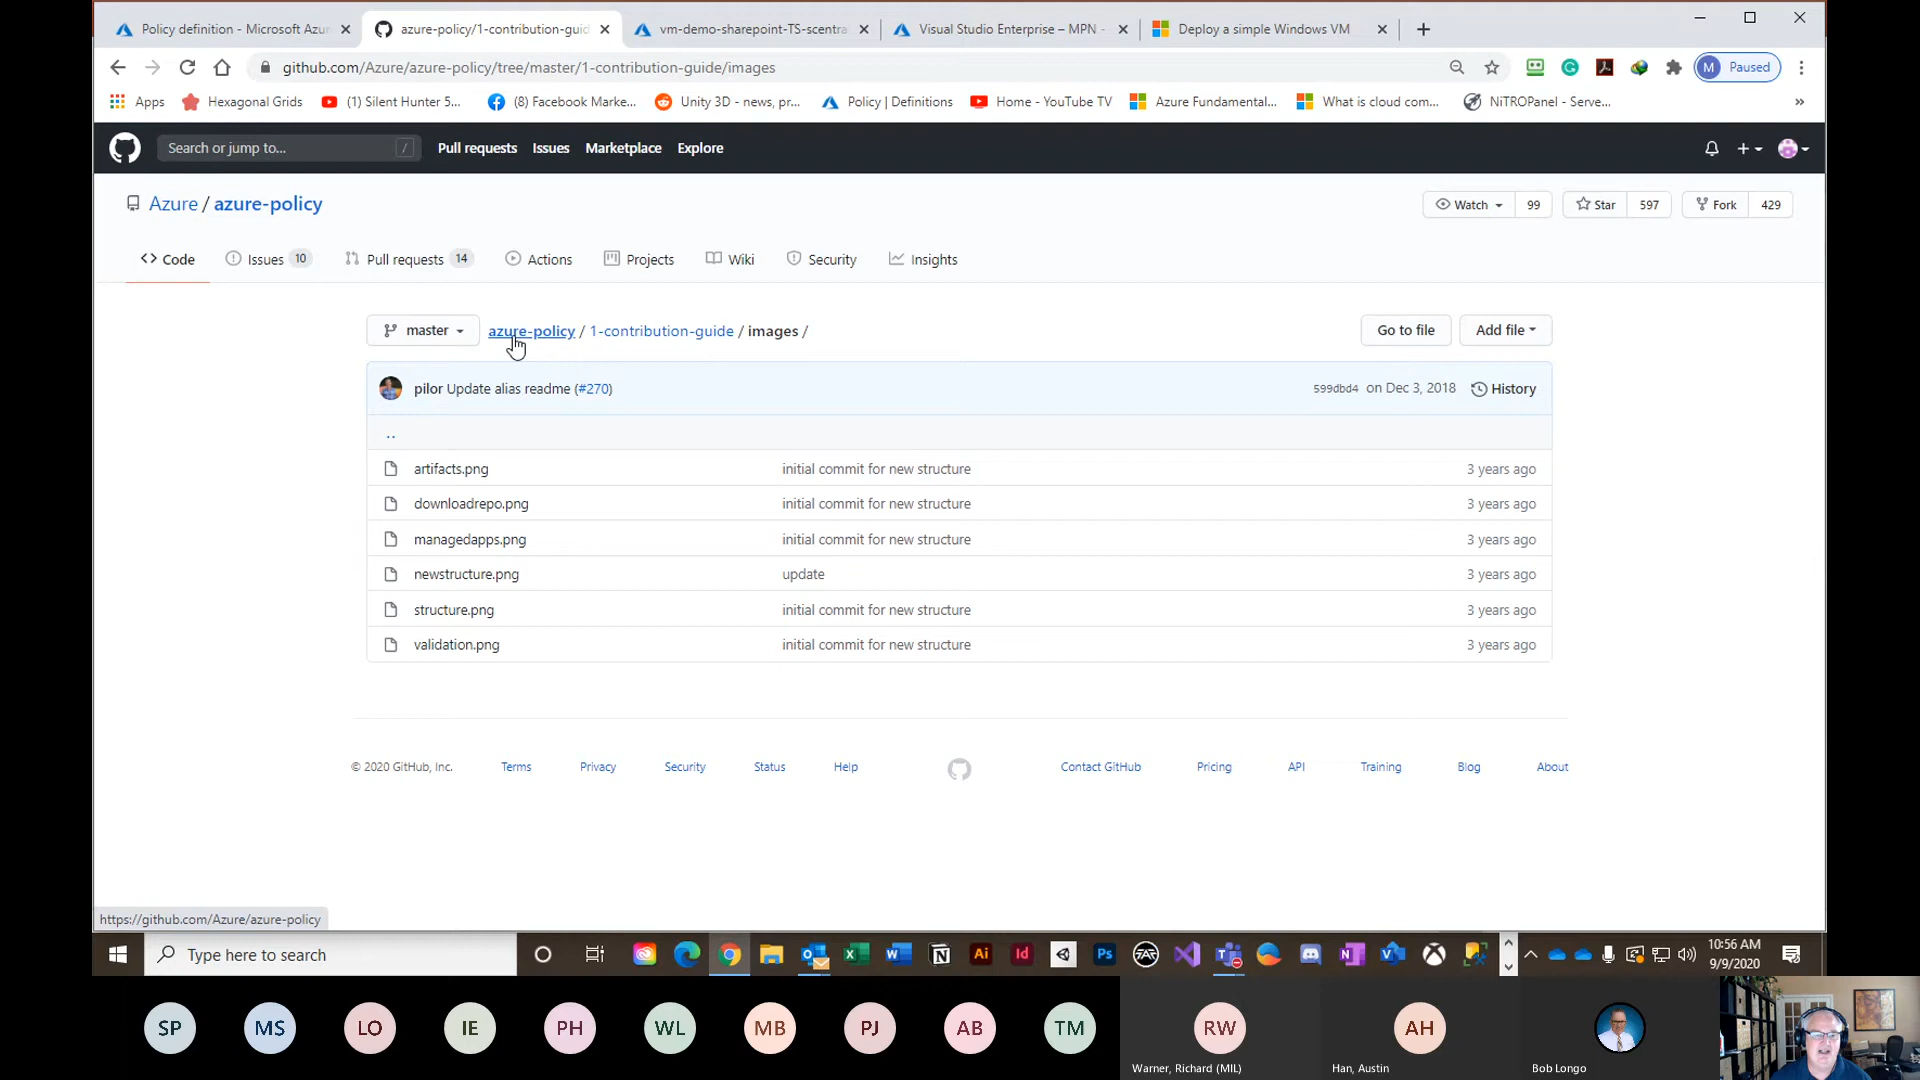 Policy definition - Microsoft Azur
azure-policy/1-contribution-guid
vm-demo-sharepoint-TS-scentra
Visual Studio Enterprise – MPN -
Deploy a simple Windows VM
github.com/Azure/azure-policy/tree/master/1-contribution-guide/images
M Paused
Apps
Hexagonal Grids
(1) Silent Hunter 5...
(8) Facebook Marke...
Unity 3D - news, pr...
Policy | Definitions
Home - YouTube TV
Azure Fundamental...
What is cloud com...
NiTROPanel - Serve...
»
Search or jump to... /
Pull requests
Issues
Marketplace
Explore
Azure / azure-policy
Watch 99
Star 597
Fork 429
Code
Issues 10
Pull requests 14
Actions
Projects
Wiki
Security
Insights
master
azure-policy / 1-contribution-guide / images /
Go to file
Add file
pilor Update alias readme (#270)
599dbd4 on Dec 3, 2018
History
..
artifacts.png initial commit for new structure 3 years ago
downloadrepo.png initial commit for new structure 3 years ago
managedapps.png initial commit for new structure 3 years ago
newstructure.png update 3 years ago
structure.png initial commit for new structure 3 years ago
validation.png initial commit for new structure 3 years ago
© 2020 GitHub, Inc.
Terms
Privacy
Security
Status
Help
Contact GitHub
Pricing
API
Training
Blog
About
https://github.com/Azure/azure-policy
Type here to search
Ai
Id
Ps
10:56 AM
9/9/2020
SP
MS
LO
IE
PH
WL
MB
PJ
AB
TM
RW
AH
Warner, Richard (MIL)
Han, Austin
Bob Longo